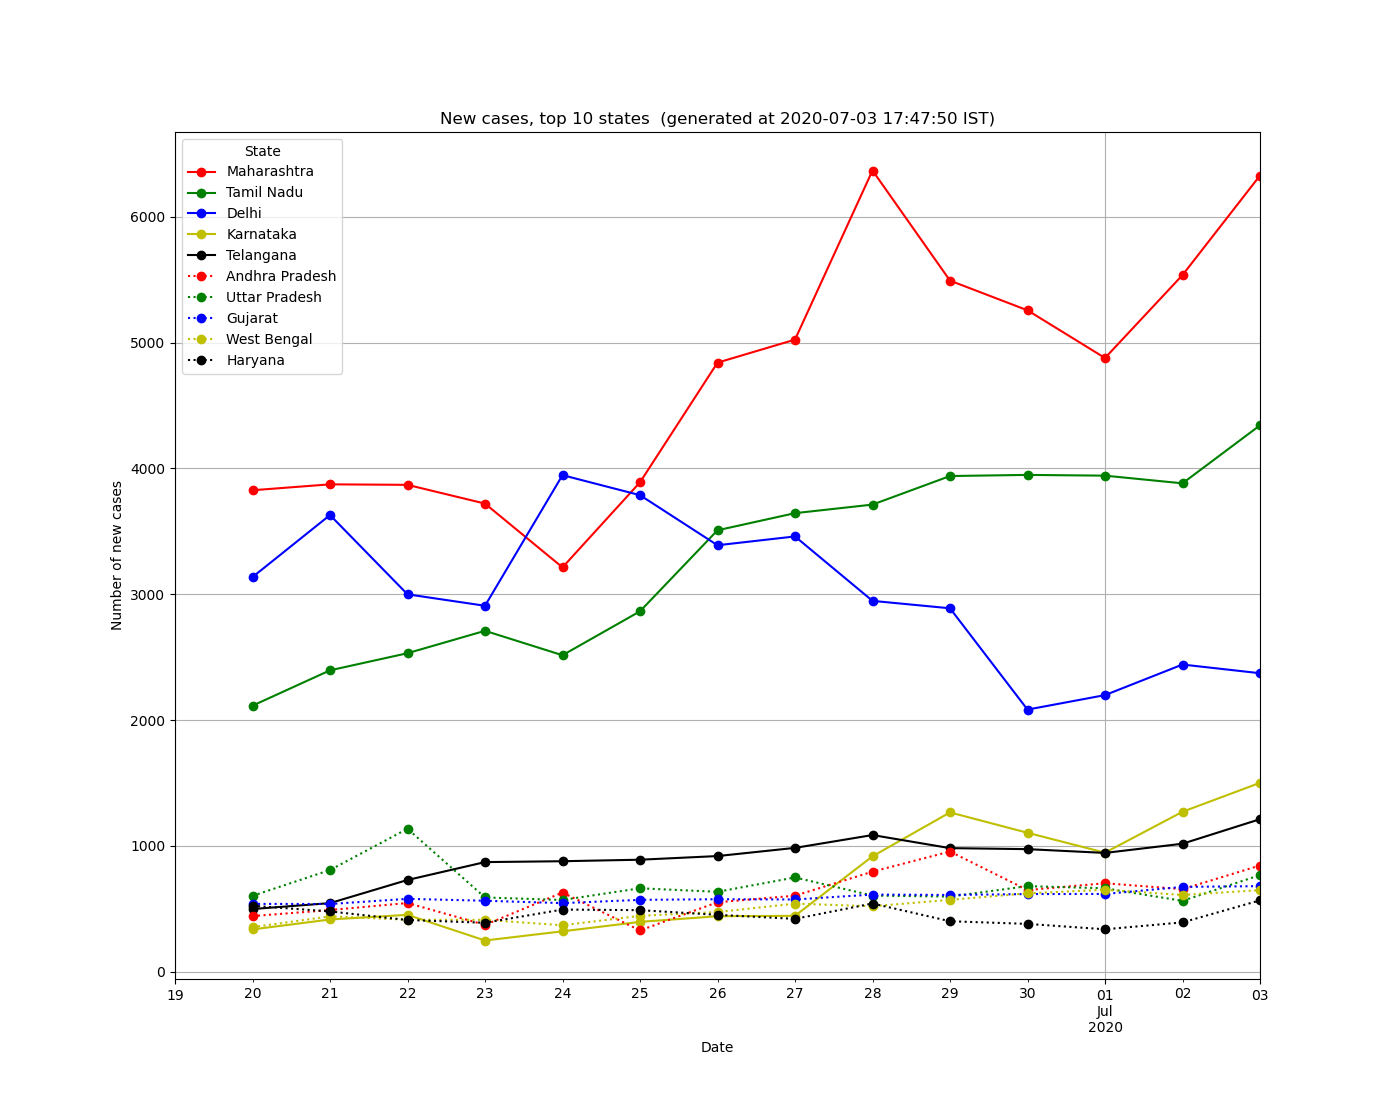 New cases, top 10 states  (generated at 2020-07-03 17:47:50 IST)
State
Maharashtra
Tamil Nadu
Delhi
Karnataka
Telangana
Andhra Pradesh
Uttar Pradesh
Gujarat
West Bengal
Haryana
6000
5000
4000
3000
2000
1000
0
Number of new cases
19 20 21 22 23 24 25 26 27 28 29 30 01 02 03
Jul
2020
Date